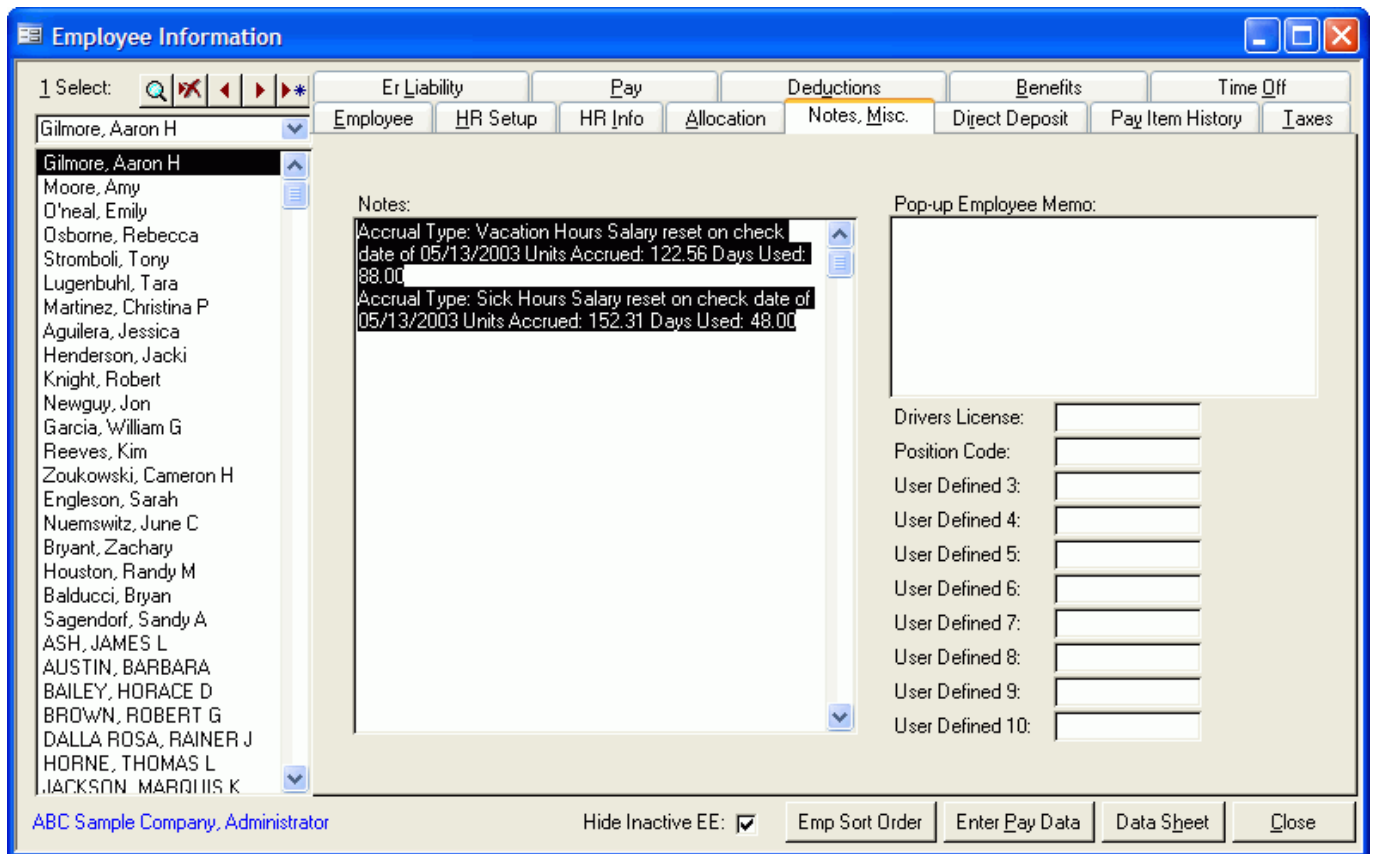 Employee Information
1 Select:
Er Liability Pay Deductions Benefits Time Off
Employee HR Setup HR Info Allocation Notes, Misc. Direct Deposit Pay Item History Taxes
Gilmore, Aaron H
Gilmore, Aaron H
Moore, Amy
O'neal, Emily
Osborne, Rebecca
Stromboli, Tony
Lugenbuhl, Tara
Martinez, Christina P
Aguilera, Jessica
Henderson, Jacki
Knight, Robert
Newguy, Jon
Garcia, William G
Reeves, Kim
Zoukowski, Cameron H
Engleson, Sarah
Nuemswitz, June C
Bryant, Zachary
Houston, Randy M
Balducci, Bryan
Sagendorf, Sandy A
ASH, JAMES L
AUSTIN, BARBARA
BAILEY, HORACE D
BROWN, ROBERT G
DALLA ROSA, RAINER J
HORNE, THOMAS L
JACKSON, MARQUIS K
Notes:
Accrual Type: Vacation Hours Salary reset on check
date of 05/13/2003 Units Accrued: 122.56 Days Used:
88.00
Accrual Type: Sick Hours Salary reset on check date of
05/13/2003 Units Accrued: 152.31 Days Used: 48.00
Pop-up Employee Memo:
Drivers License:
Position Code:
User Defined 3:
User Defined 4:
User Defined 5:
User Defined 6:
User Defined 7:
User Defined 8:
User Defined 9:
User Defined 10:
ABC Sample Company, Administrator
Hide Inactive EE:
Emp Sort Order
Enter Pay Data
Data Sheet
Close